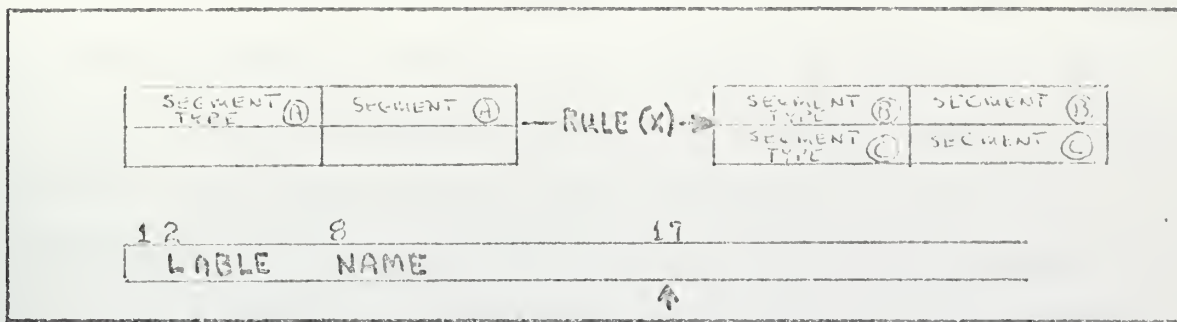 SEGMENT TYPE Ⓐ SEGMENT Ⓐ — RULE (X) → SEGMENT TYPE Ⓑ SEGMENT Ⓑ
SEGMENT TYPE Ⓒ SEGMENT Ⓒ
1 2 8 17
LABLE NAME